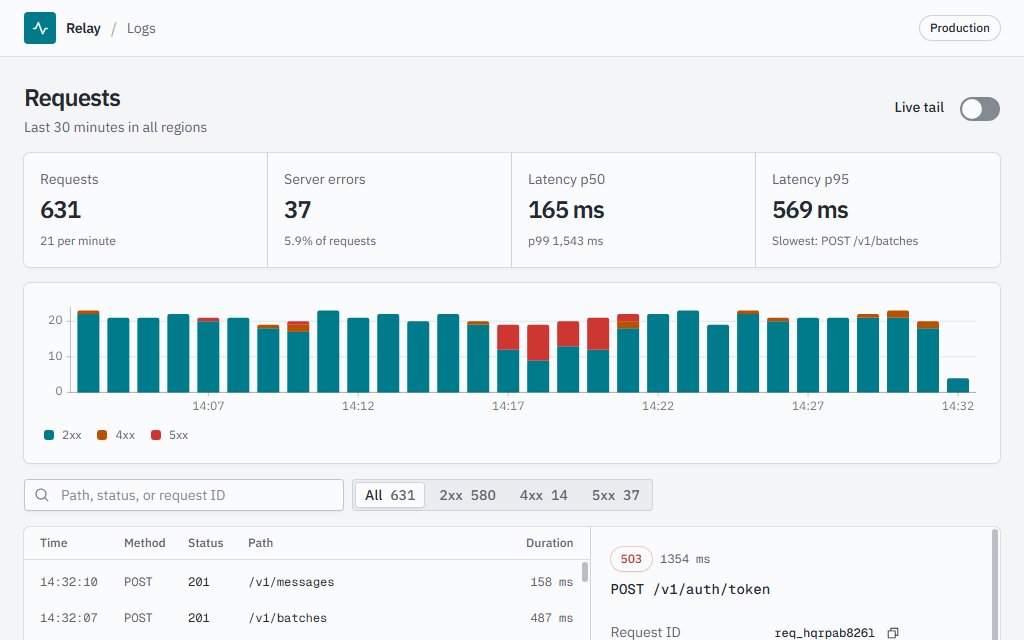 Relay / Logs
Production
Requests
Last 30 minutes in all regions
Live tail
Requests
631
21 per minute
Server errors
37
5.9% of requests
Latency p50
165 ms
p99 1,543 ms
Latency p95
569 ms
Slowest: POST /v1/batches
20
10
0
14:07 14:12 14:17 14:22 14:27 14:32
2xx 4xx 5xx
Path, status, or request ID
All 631 2xx 580 4xx 14 5xx 37
Time Method Status Path Duration
14:32:10 POST 201 /v1/messages 158 ms
14:32:07 POST 201 /v1/batches 487 ms
503 1354 ms
POST /v1/auth/token
Request ID req_hqrpab826l